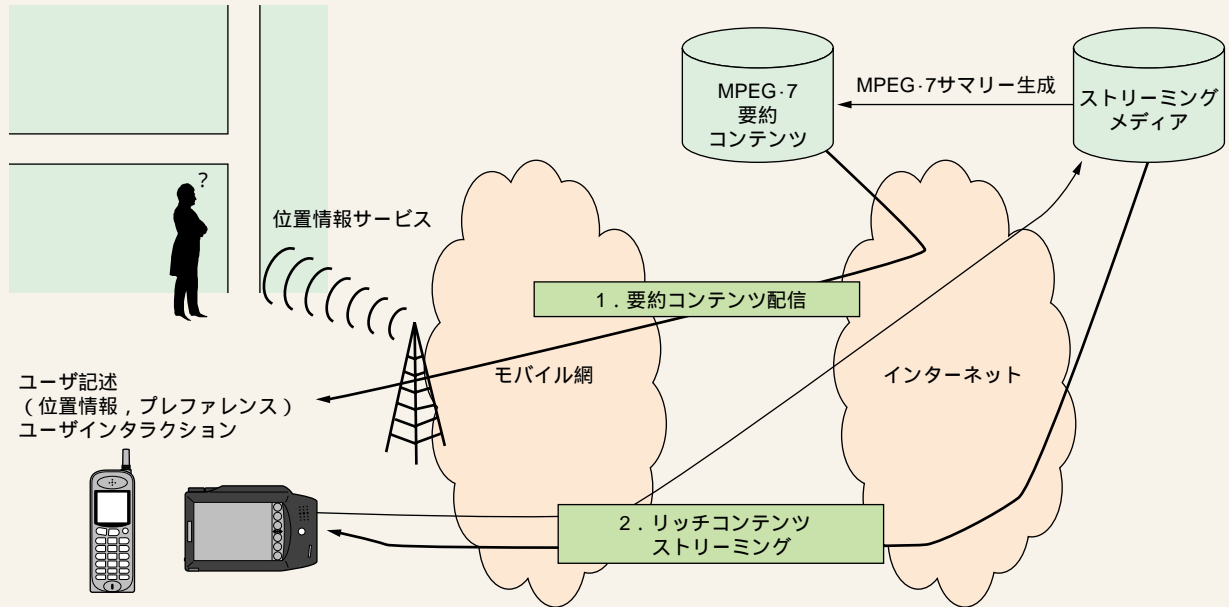 MPEG-7
要約
コンテンツ
MPEG-7サマリー生成
ストリーミング
メディア
?
位置情報サービス
1．要約コンテンツ配信
モバイル網
インターネット
ユーザ記述
（位置情報，プレファレンス）
ユーザインタラクション
2．リッチコンテンツ
ストリーミング